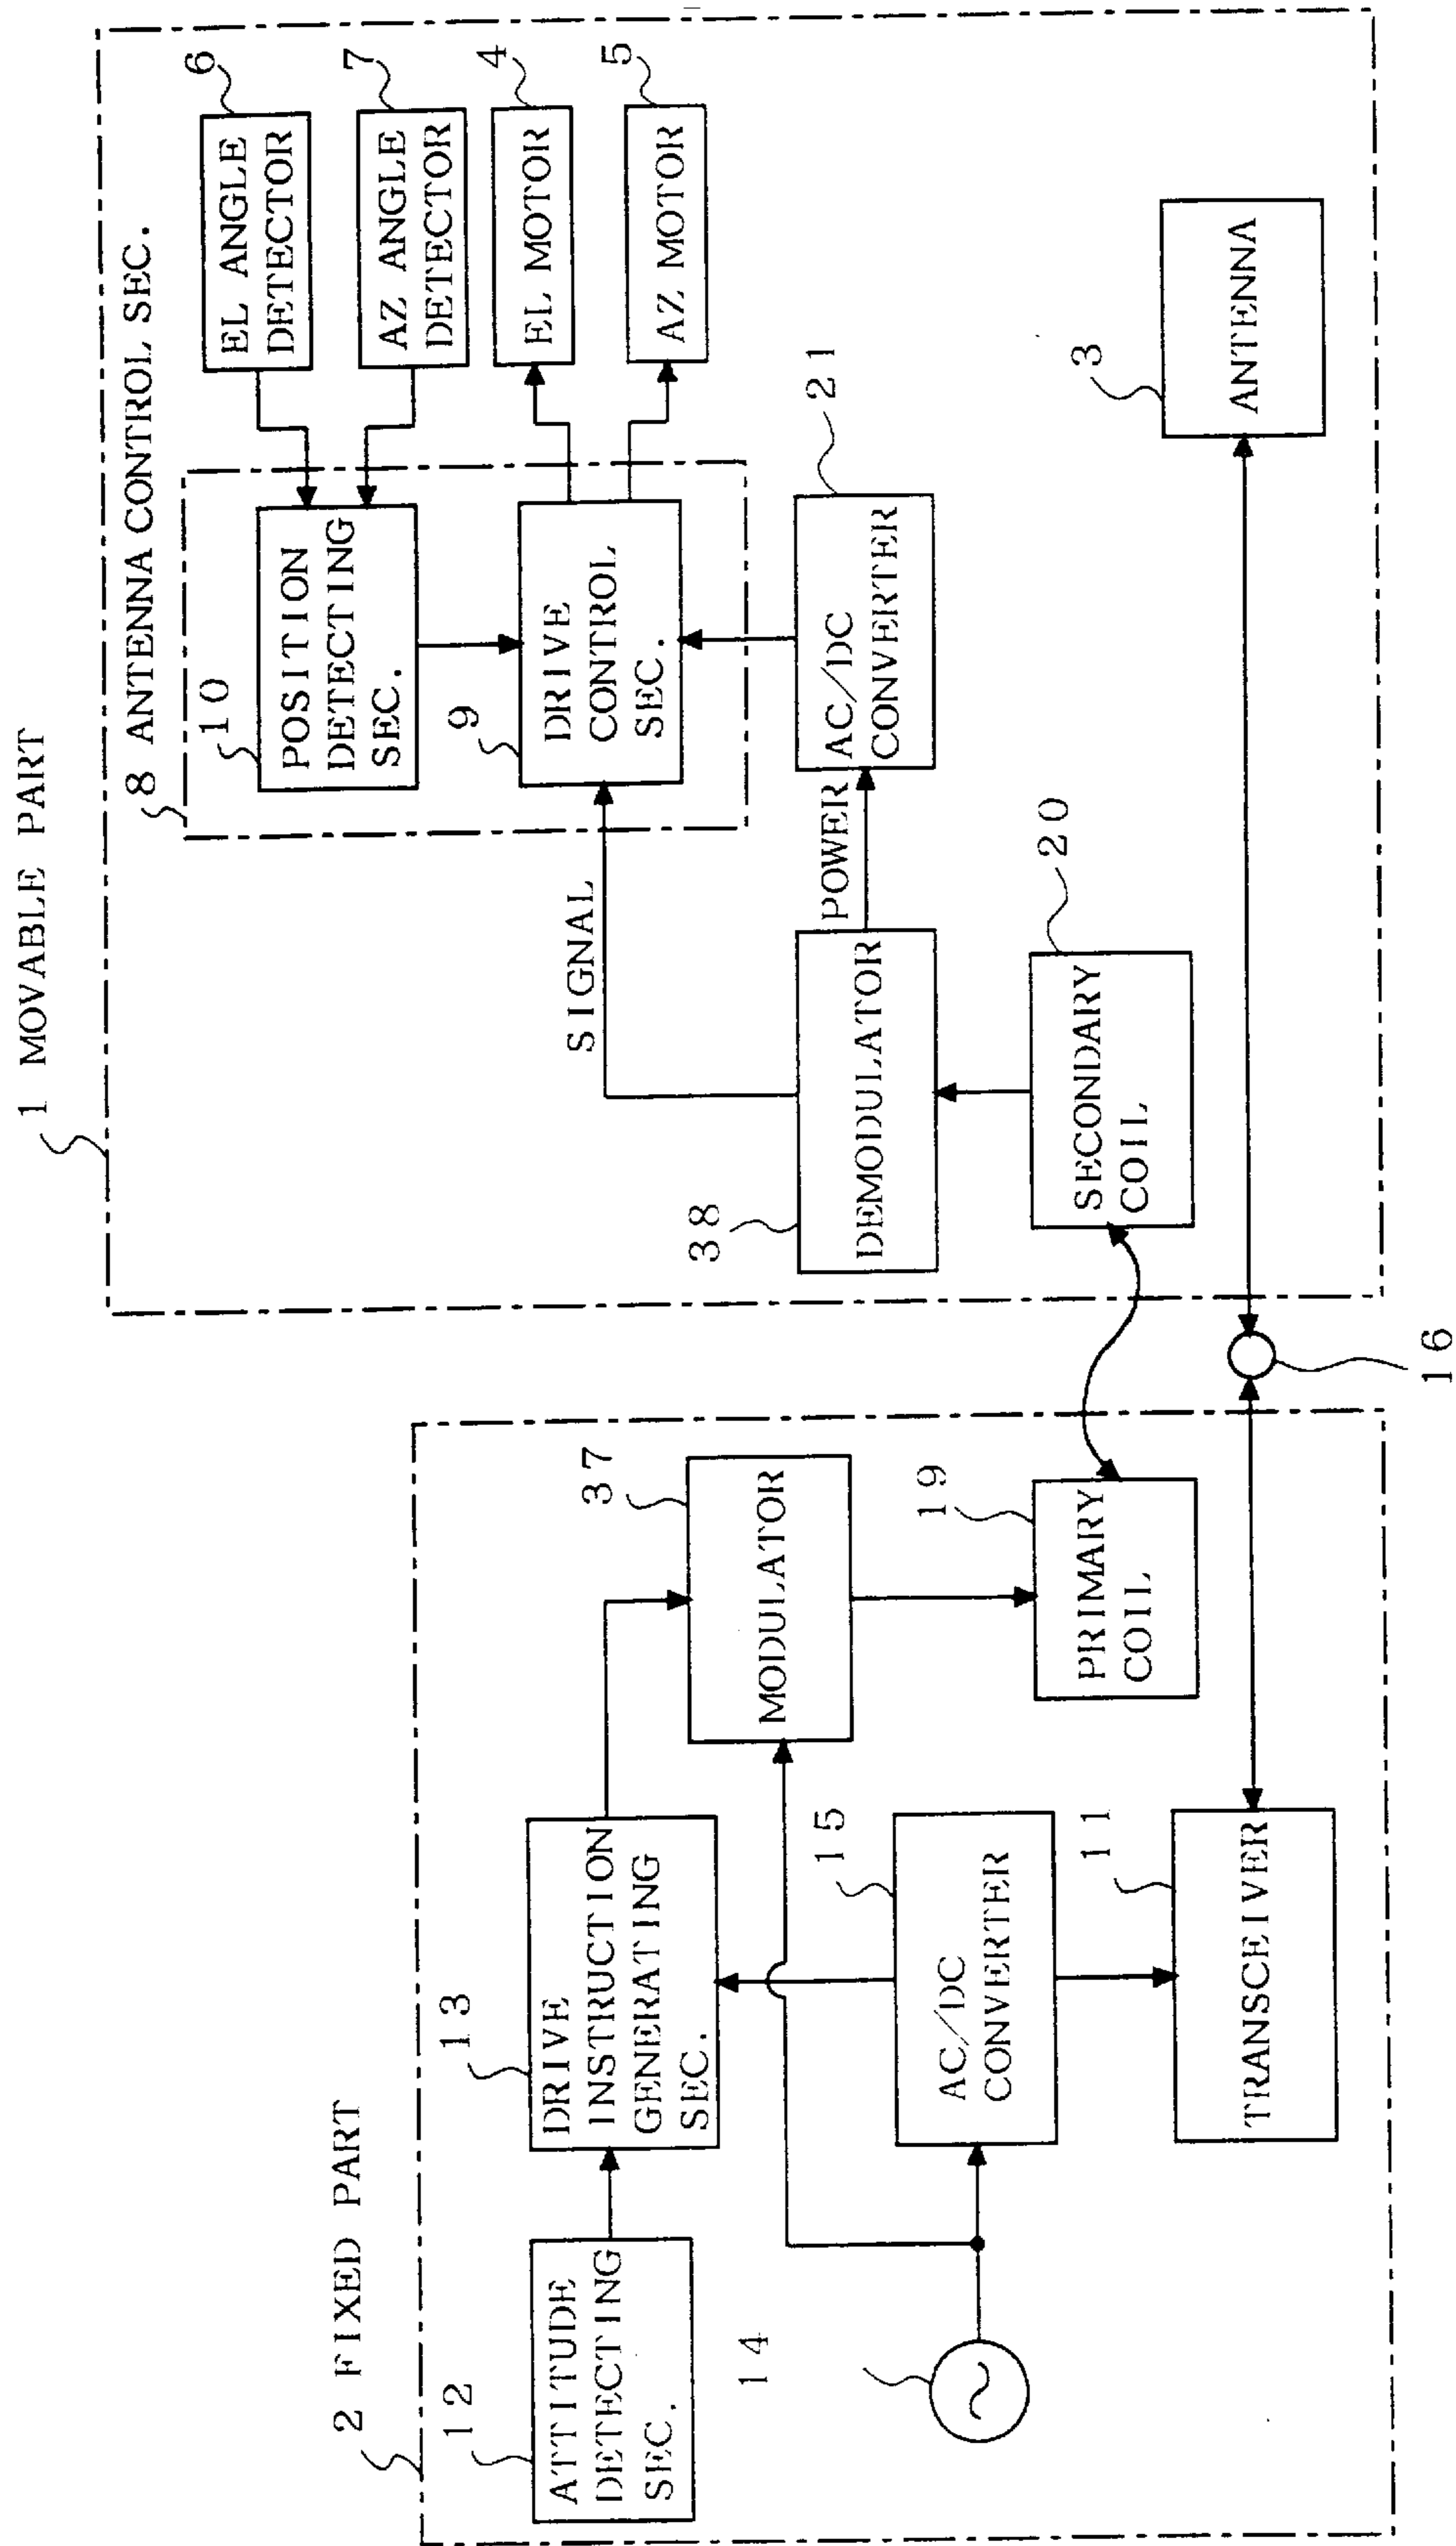 1 MOVABLE PART
8 ANTENNA CONTROL SEC.
6
EL ANGLE
DETECTOR
7
AZ ANGLE
DETECTOR
4
EL MOTOR
5
AZ MOTOR
10
POSITION
DETECTING
SEC.
9
DRIVE
CONTROL
SEC.
SIGNAL
POWER
21
AC/DC
CONVERTER
38
DEMODULATOR
20
SECONDARY
COIL
3
ANTENNA
16
2 FIXED PART
12
ATTITUDE
DETECTING
SEC.
13
DRIVE
INSTRUCTION
GENERATING
SEC.
37
MODULATOR
14
15
AC/DC
CONVERTER
19
PRIMARY
COIL
11
TRANSCEIVER